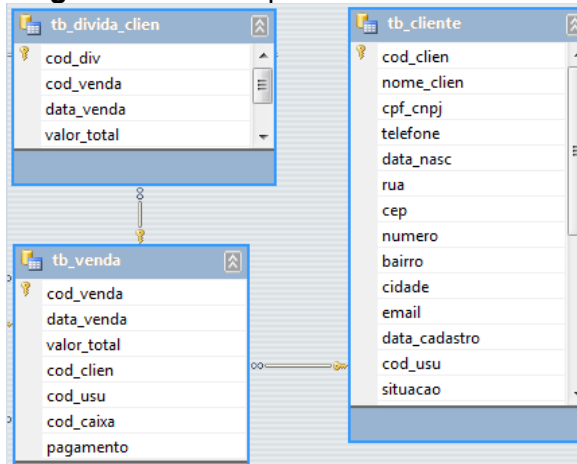 tb_divida_clien
cod_div
cod_venda
data_venda
valor_total
tb_venda
cod_venda
data_venda
valor_total
cod_clien
cod_usu
cod_caixa
pagamento
tb_cliente
cod_clien
nome_clien
cpf_cnpj
telefone
data_nasc
rua
cep
numero
bairro
cidade
email
data_cadastro
cod_usu
situacao